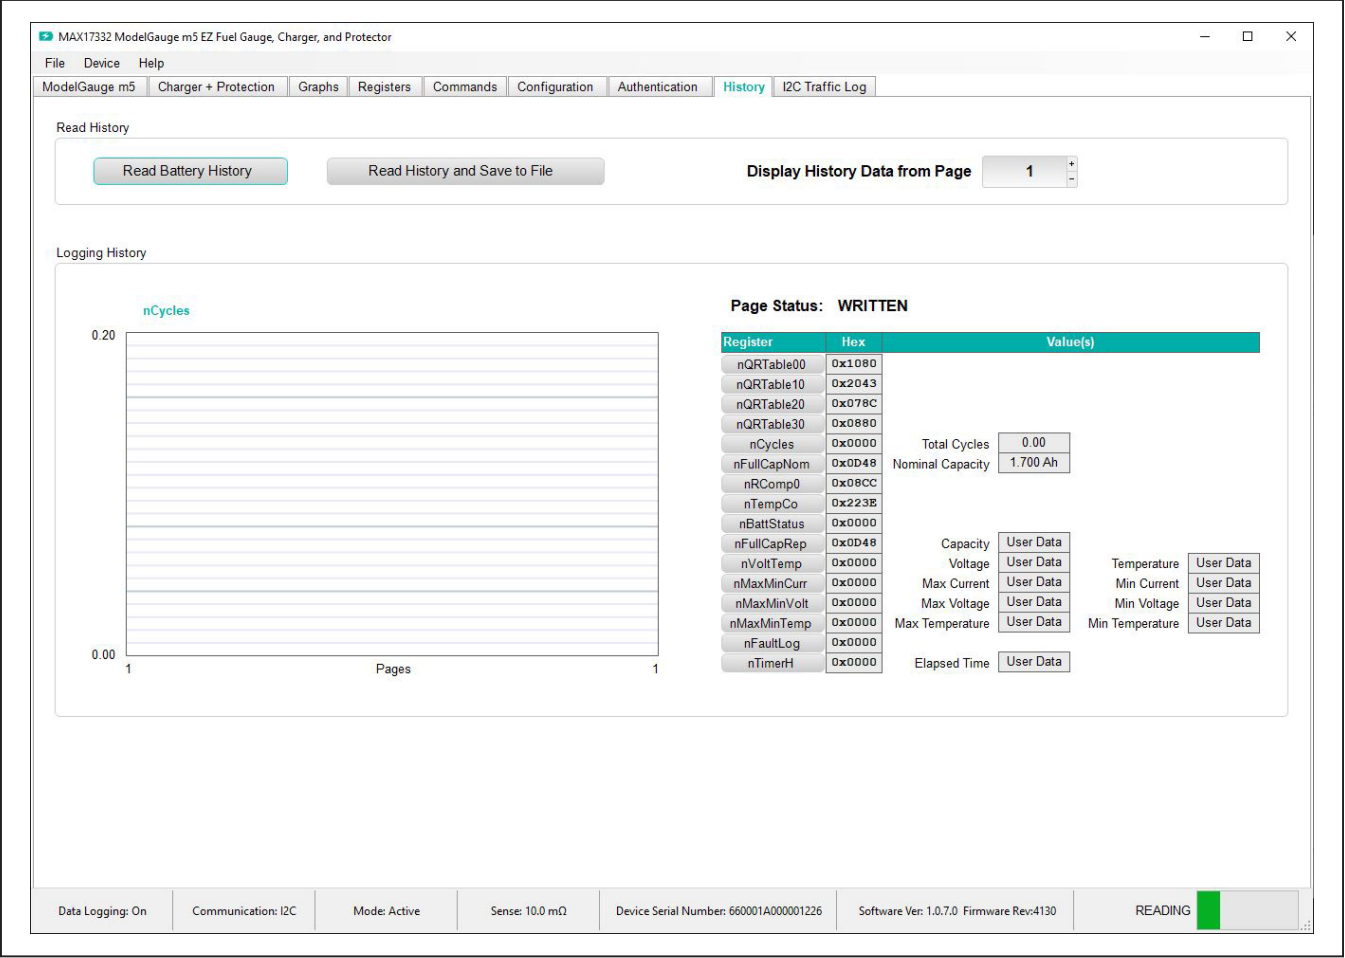 MAX17332 ModelGauge m5 EZ Fuel Gauge, Charger, and Protector
File Device Help
ModelGauge m5 Charger + Protection Graphs Registers Commands Configuration Authentication History I2C Traffic Log
Read History
Read Battery History Read History and Save to File Display History Data from Page 1 + -
Logging History
nCycles
0.20
0.00
1 Pages 1
Page Status: WRITTEN
Register Hex Value(s)
nQRTable00 0x1080
nQRTable10 0x2043
nQRTable20 0x078C
nQRTable30 0x0880
nCycles 0x0000 Total Cycles 0.00
nFullCapNom 0x0D48 Nominal Capacity 1.700 Ah
nRComp0 0x08CC
nTempCo 0x223E
nBattStatus 0x0000
nFullCapRep 0x0D48 Capacity User Data
nVoltTemp 0x0000 Voltage User Data Temperature User Data
nMaxMinCurr 0x0000 Max Current User Data Min Current User Data
nMaxMinVolt 0x0000 Max Voltage User Data Min Voltage User Data
nMaxMinTemp 0x0000 Max Temperature User Data Min Temperature User Data
nFaultLog 0x0000
nTimerH 0x0000 Elapsed Time User Data
Data Logging: On Communication: I2C Mode: Active Sense: 10.0 mΩ Device Serial Number: 660001A000001226 Software Ver: 1.0.7.0 Firmware Rev:4130 READING